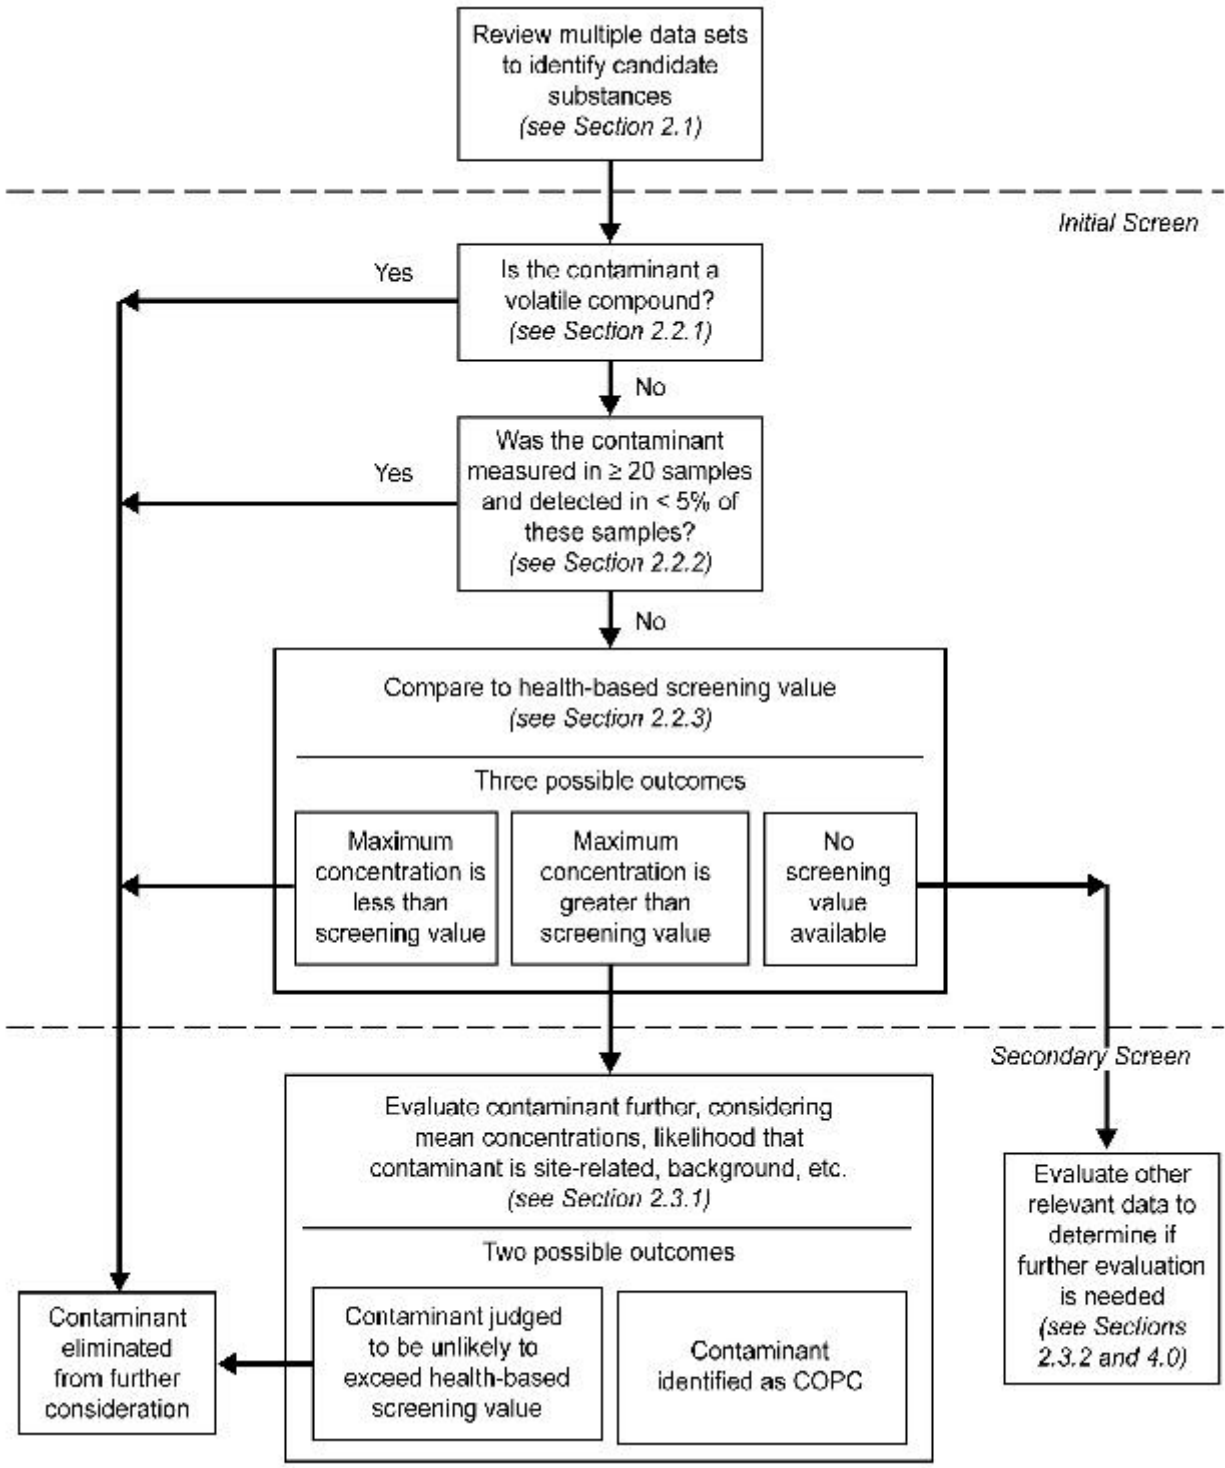 Review multiple data sets
to identify candidate
substances
(see Section 2.1)
Initial Screen
Yes
Is the contaminant a
volatile compound?
(see Section 2.2.1)
No
Yes
Was the contaminant
measured in ≥ 20 samples
and detected in < 5% of
these samples?
(see Section 2.2.2)
No
Compare to health-based screening value
(see Section 2.2.3)
Three possible outcomes
Maximum
concentration is
less than
screening value
Maximum
concentration is
greater than
screening value
No
screening
value
available
Secondary Screen
Evaluate contaminant further, considering
mean concentrations, likelihood that
contaminant is site-related, background, etc.
(see Section 2.3.1)
Two possible outcomes
Contaminant judged
to be unlikely to
exceed health-based
screening value
Contaminant
identified as COPC
Contaminant
eliminated
from further
consideration
Evaluate other
relevant data to
determine if
further evaluation
is needed
(see Sections
2.3.2 and 4.0)